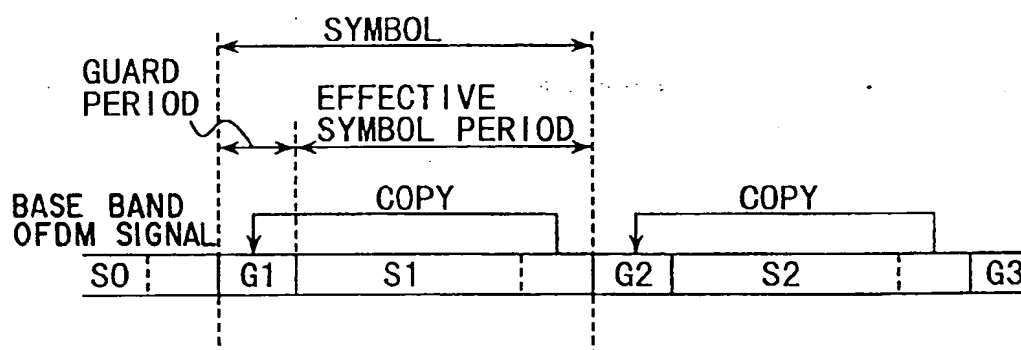 SYMBOL
GUARD
PERIOD
EFFECTIVE
SYMBOL PERIOD
COPY
COPY
BASE BAND
OFDM SIGNAL
S0 G1 S1 G2 S2 G3